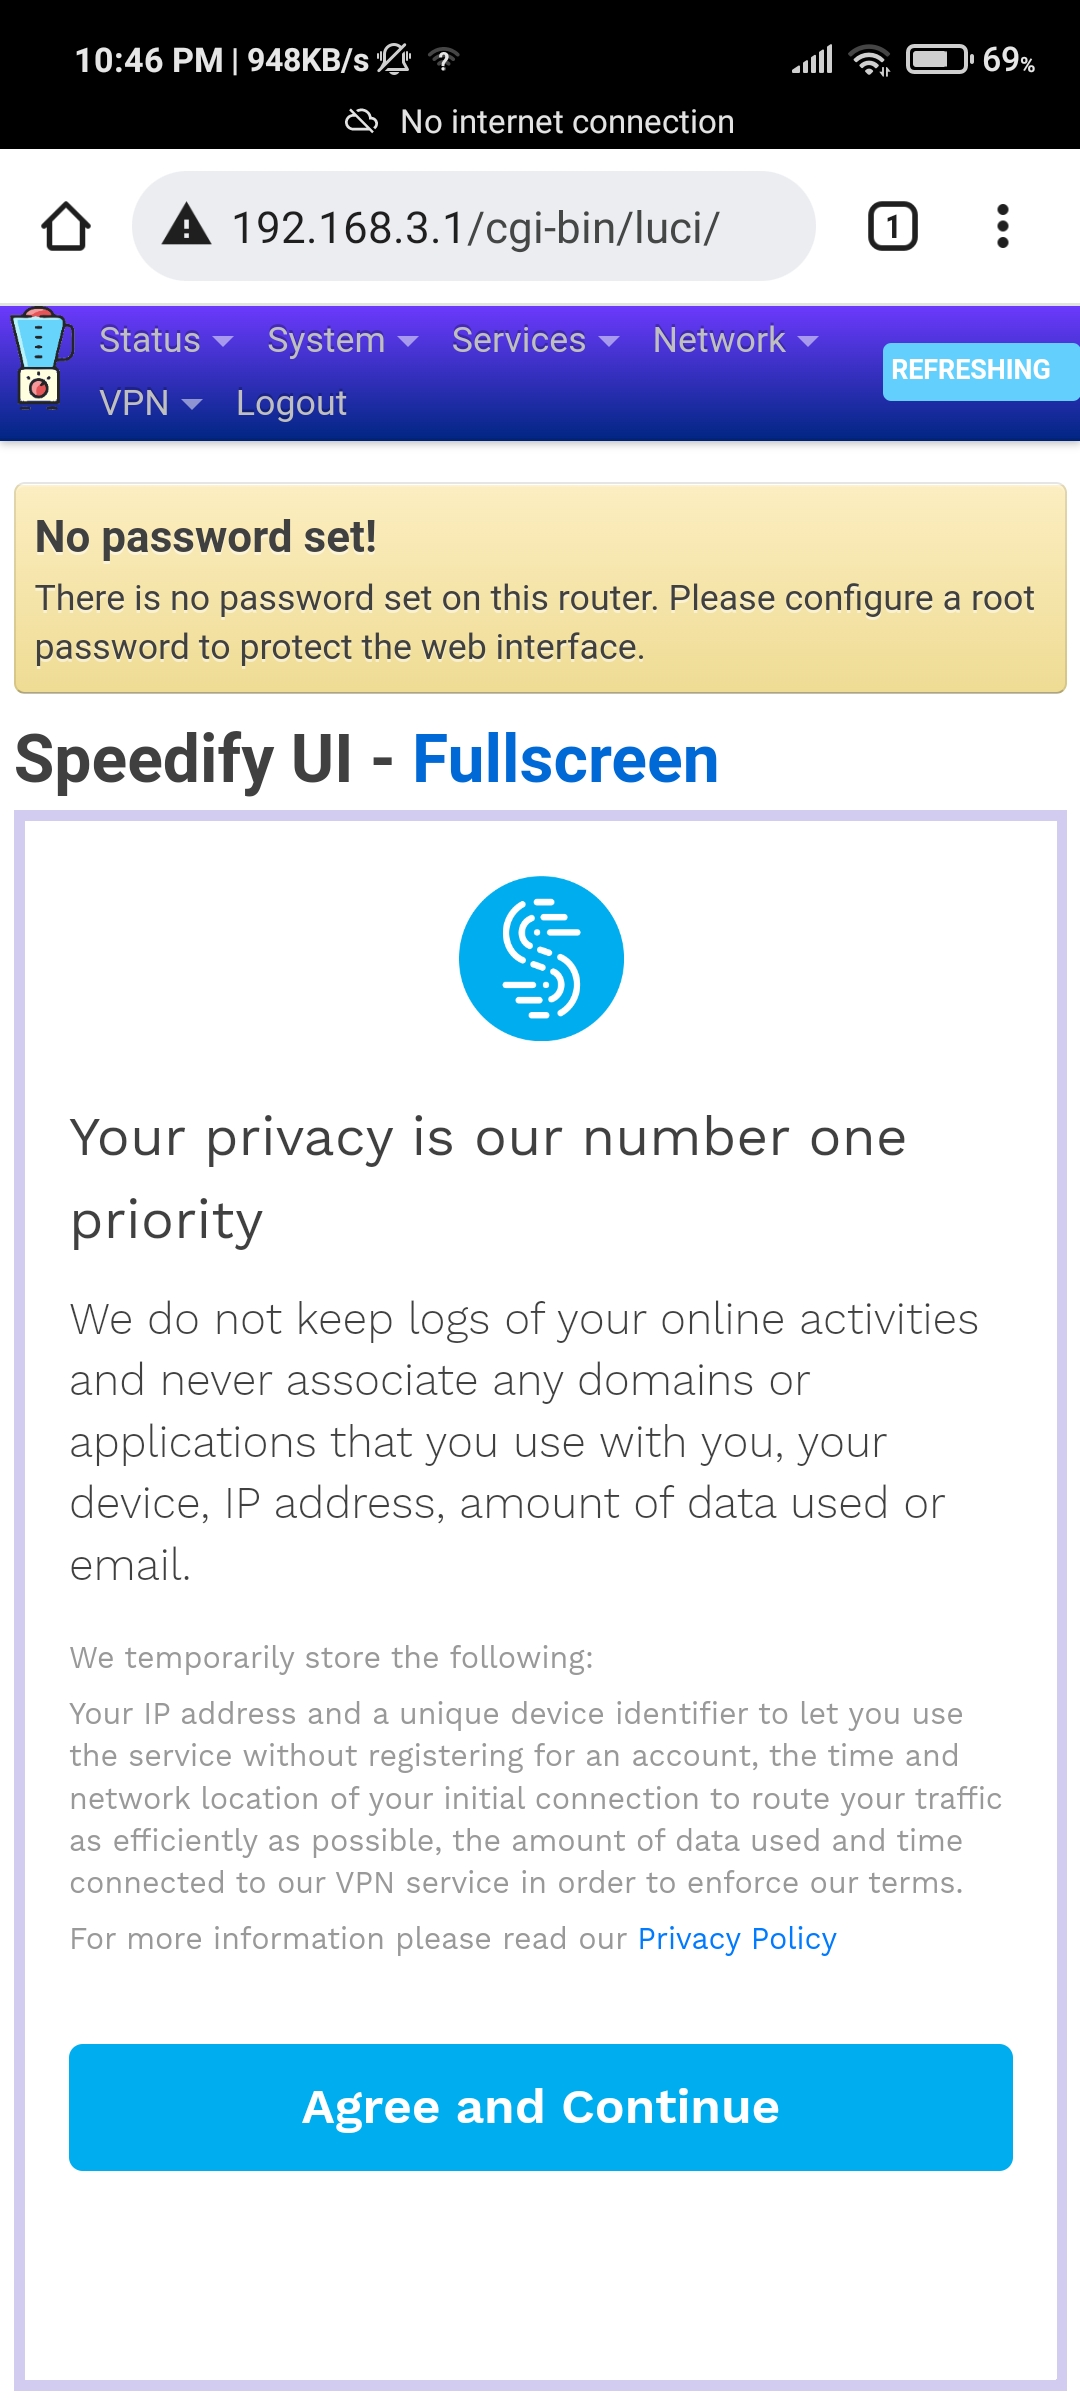 10:46 PM | 948KB/s 69%
No internet connection
192.168.3.1/cgi-bin/luci/ 1
Status System Services Network
REFRESHING
VPN Logout
No password set!
There is no password set on this router. Please configure a root
password to protect the web interface.
Speedify UI - Fullscreen
Your privacy is our number one
priority
We do not keep logs of your online activities
and never associate any domains or
applications that you use with you, your
device, IP address, amount of data used or
email.
We temporarily store the following:
Your IP address and a unique device identifier to let you use
the service without registering for an account, the time and
network location of your initial connection to route your traffic
as efficiently as possible, the amount of data used and time
connected to our VPN service in order to enforce our terms.
For more information please read our Privacy Policy
Agree and Continue